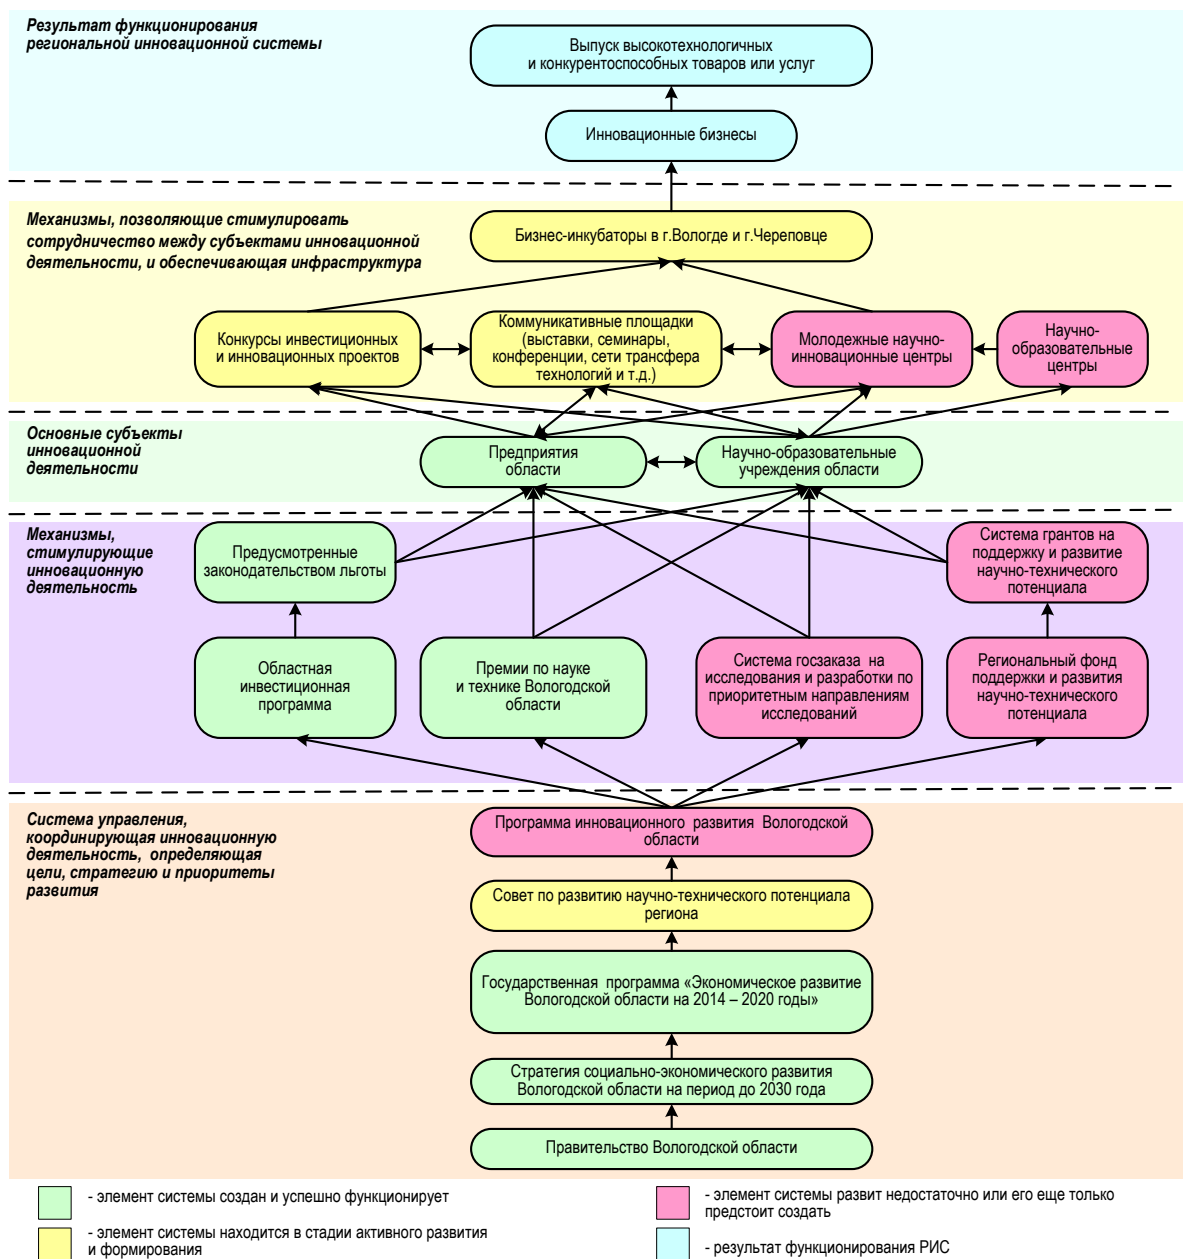 Результат функционирования
региональной инновационной системы
Выпуск высокотехнологичных
и конкурентоспособных товаров или услуг
Инновационные бизнесы
Механизмы, позволяющие стимулировать
сотрудничество между субъектами инновационной
деятельности, и обеспечивающая инфраструктура
Бизнес-инкубаторы в г.Вологде и г.Череповце
Конкурсы инвестиционных
и инновационных проектов
Коммуникативные площадки
(выставки, семинары,
конференции, сети трансфера
технологий и т.д.)
Молодежные научно-
инновационные центры
Научно-
образовательные
центры
Основные субъекты
инновационной
деятельности
Предприятия
области
Научно-образовательные
учреждения области
Механизмы,
стимулирующие
инновационную
деятельность
Предусмотренные
законодательством льготы
Система грантов на
поддержку и развитие
научно-технического
потенциала
Областная
инвестиционная
программа
Премии по науке
и технике Вологодской
области
Система госзаказа на
исследования и разработки по
приоритетным направлениям
исследований
Региональный фонд
поддержки и развития
научно-технического
потенциала
Система управления,
координирующая инновационную
деятельность, определяющая
цели, стратегию и приоритеты
развития
Программа инновационного развития Вологодской
области
Совет по развитию научно-технического потенциала
региона
Государственная программа «Экономическое развитие
Вологодской области на 2014 – 2020 годы»
Стратегия социально-экономического развития
Вологодской области на период до 2030 года
Правительство Вологодской области
- элемент системы создан и успешно функционирует
- элемент системы находится в стадии активного развития
и формирования
- элемент системы развит недостаточно или его еще только
предстоит создать
- результат функционирования РИС